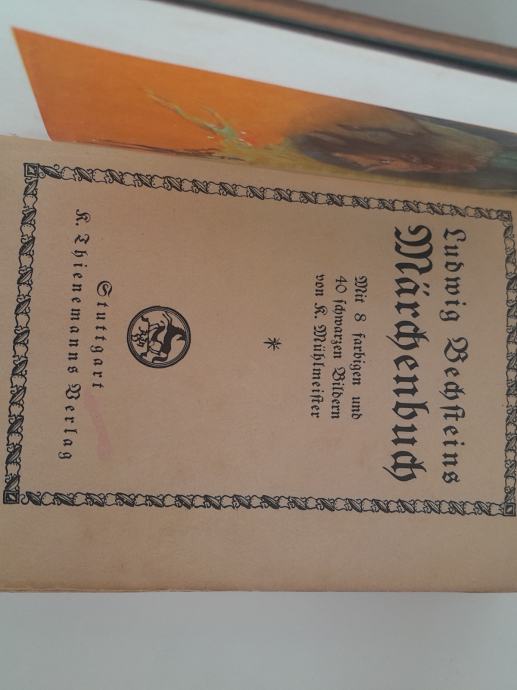 Ludwig Bechsteins
Märchenbuch
Mit 8 farbigen und
40 schwarzen Bildern
von K. Mühlmeister
*
Stuttgart
K. Thienemanns Verlag